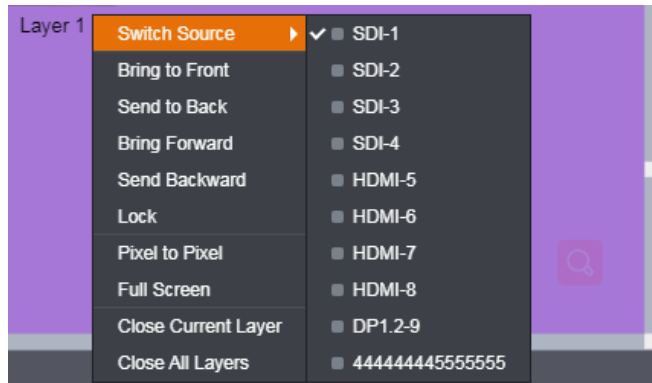 Layer 1
Switch Source
Bring to Front
Send to Back
Bring Forward
Send Backward
Lock
Pixel to Pixel
Full Screen
Close Current Layer
Close All Layers
SDI-1
SDI-2
SDI-3
SDI-4
HDMI-5
HDMI-6
HDMI-7
HDMI-8
DP1.2-9
444444445555555